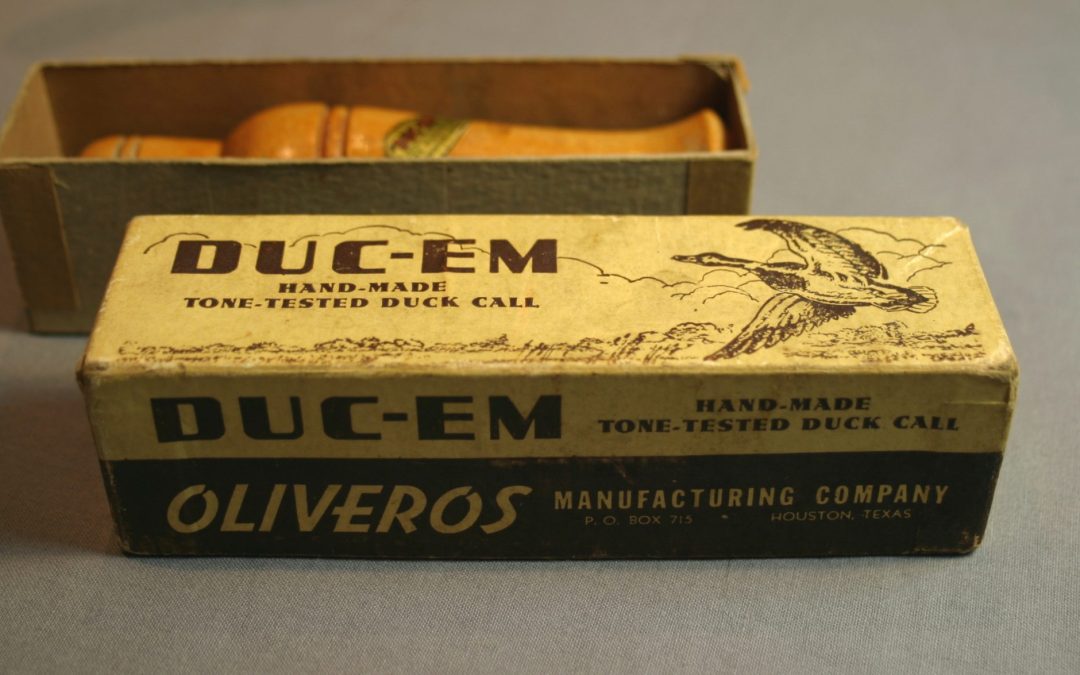 DUC-EM
HAND-MADE
TONE-TESTED DUCK CALL
DUC-EM
HAND-MADE
TONE-TESTED DUCK CALL
OLIVEROS
MANUFACTURING COMPANY
P. O. BOX 715 HOUSTON, TEXAS